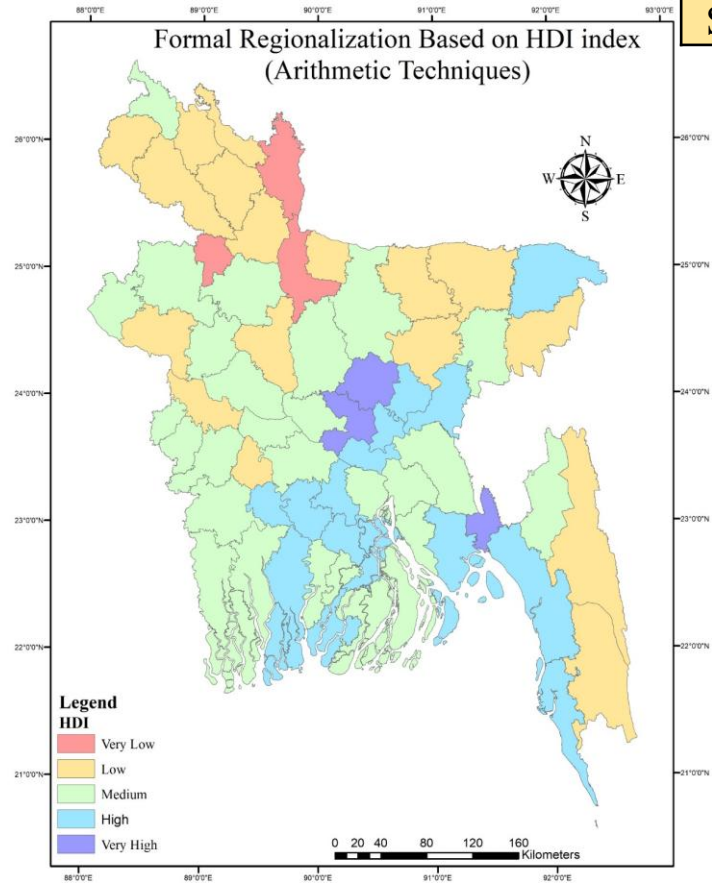 88°0'0"E 89°0'0"E 90°0'0"E 91°0'0"E 92°0'0"E 93°0'0"E
S
Formal Regionalization Based on HDI index
(Arithmetic Techniques)
26°0'0"N 26°0'0"N
N
W E
S
25°0'0"N 25°0'0"N
24°0'0"N 24°0'0"N
23°0'0"N 23°0'0"N
22°0'0"N 22°0'0"N
Legend
HDI
Very Low
Low
Medium
High
Very High
21°0'0"N 21°0'0"N
0 20 40 80 120 160
Kilometers
88°0'0"E 89°0'0"E 90°0'0"E 91°0'0"E 92°0'0"E